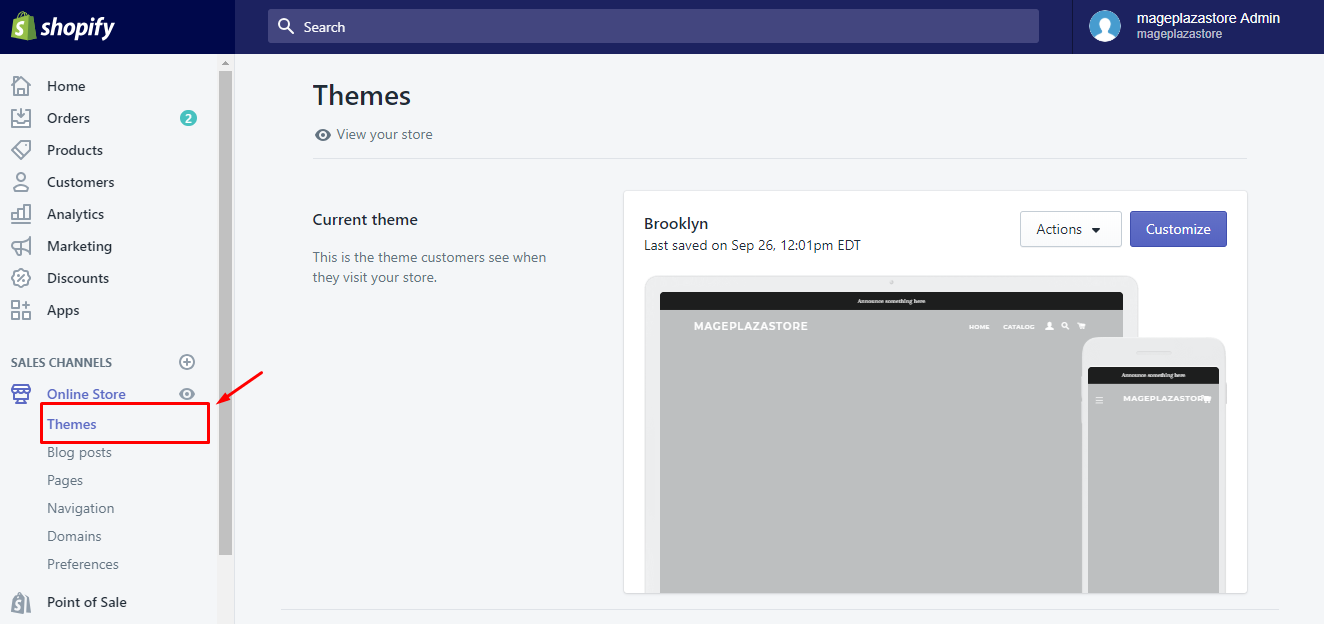 shopify
Search
mageplazastore Admin
mageplazastore
Home
Orders
2
Products
Customers
Analytics
Marketing
Discounts
Apps
SALES CHANNELS
Online Store
Themes
Blog posts
Pages
Navigation
Domains
Preferences
Point of Sale
Themes
View your store
Current theme
This is the theme customers see when
they visit your store.
Brooklyn
Last saved on Sep 26, 12:01pm EDT
Actions
Customize
Announce something here
MAGEPLAZASTORE
HOME CATALOG
Announce something here
MAGEPLAZASTORE